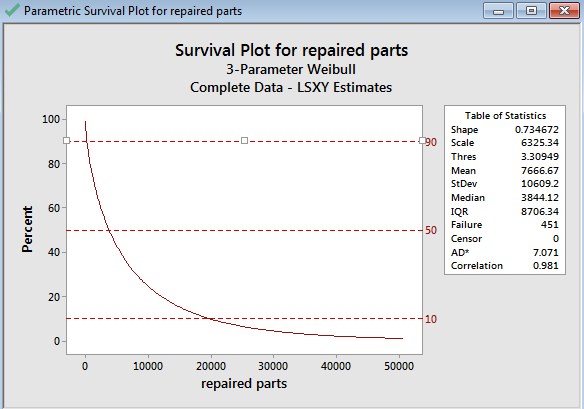 Parametric Survival Plot for repaired parts
Survival Plot for repaired parts
3-Parameter Weibull
Complete Data - LSXY Estimates
Percent
100
80
60
40
20
0
90
50
10
0 10000 20000 30000 40000 50000
repaired parts
Table of Statistics
Shape 0.734672
Scale 6325.34
Thres 3.30949
Mean 7666.67
StDev 10609.2
Median 3844.12
IQR 8706.34
Failure 451
Censor 0
AD* 7.071
Correlation 0.981